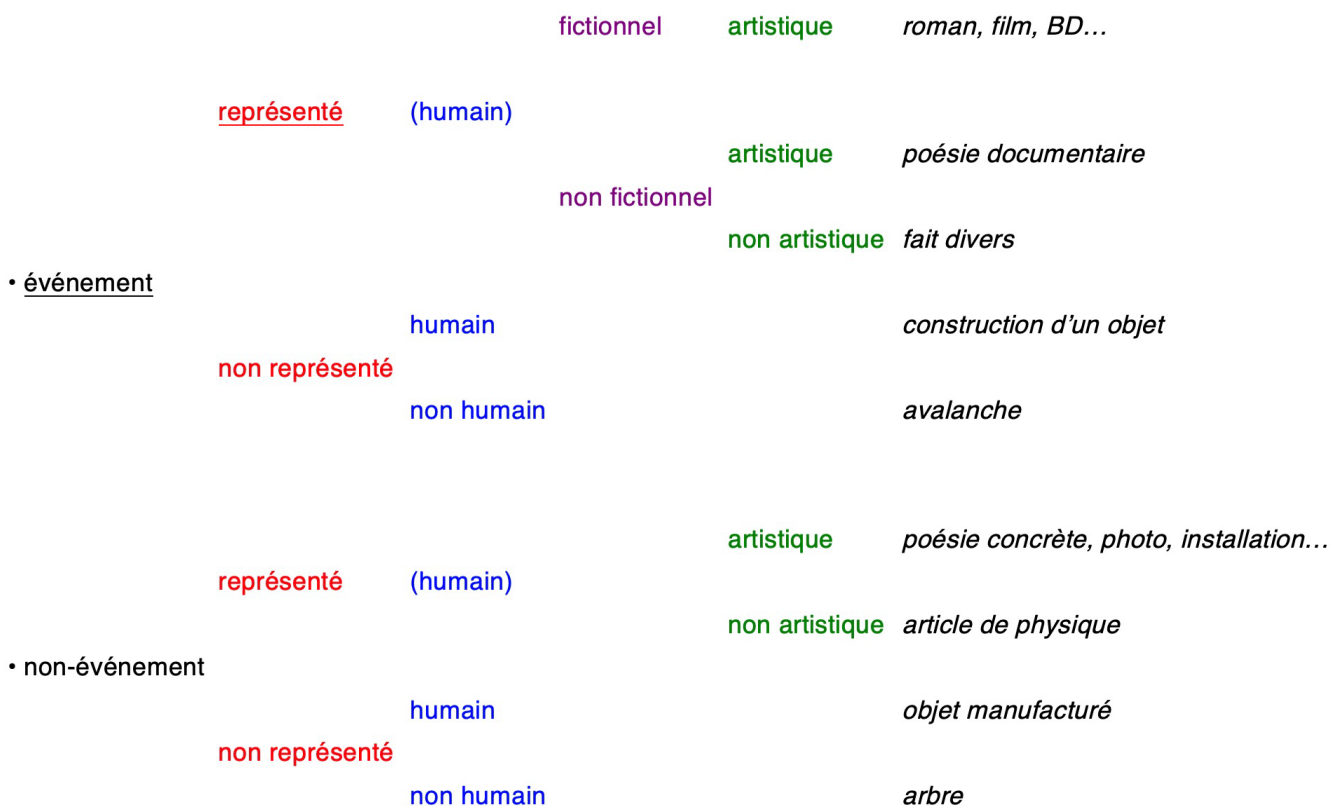 fictionnel artistique roman, film, BD…
représenté (humain)
artistique poésie documentaire
non fictionnel
non artistique fait divers
• événement
humain construction d’un objet
non représenté
non humain avalanche
artistique poésie concrète, photo, installation…
représenté (humain)
non artistique article de physique
• non-événement
humain objet manufacturé
non représenté
non humain arbre